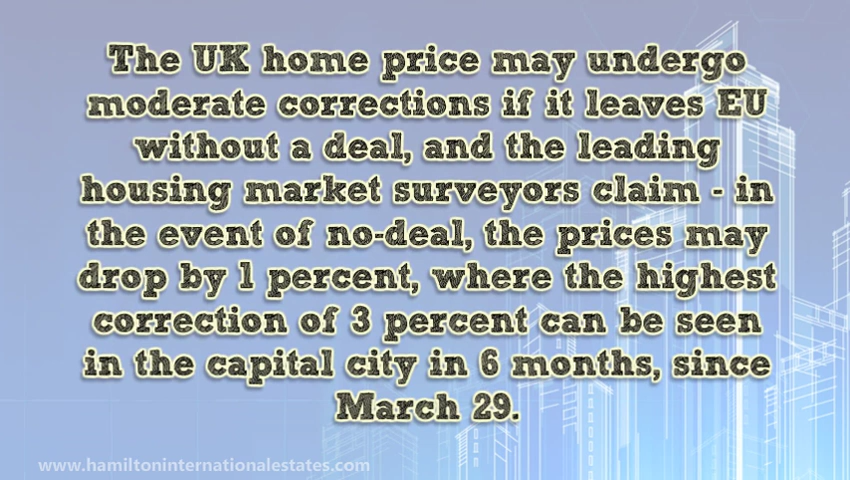 The UK home price may undergo
moderate corrections if it leaves EU
without a deal, and the leading
housing market surveyors claim - in
the event of no-deal, the prices may
drop by 1 percent, where the highest
correction of 3 percent can be seen
in the capital city in 6 months, since
March 29.
www.hamiltoninternationalestates.com